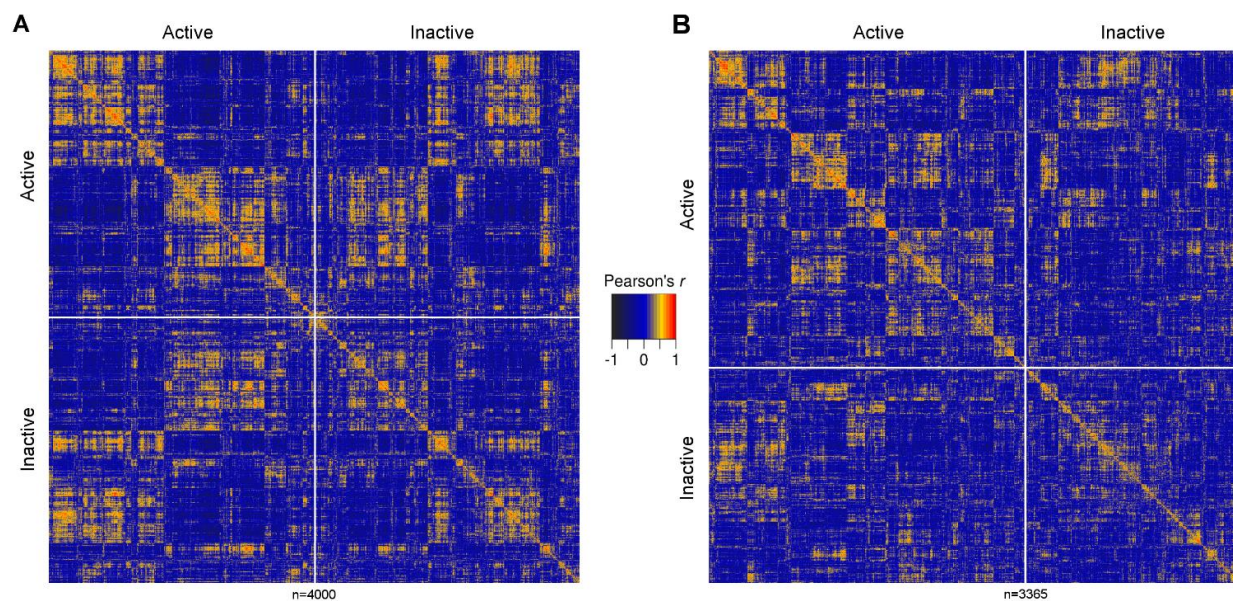 A
Active
Inactive
Active
Inactive
n=4000
Pearson's r
-1 0 1
B
Active
Inactive
Active
Inactive
n=3365